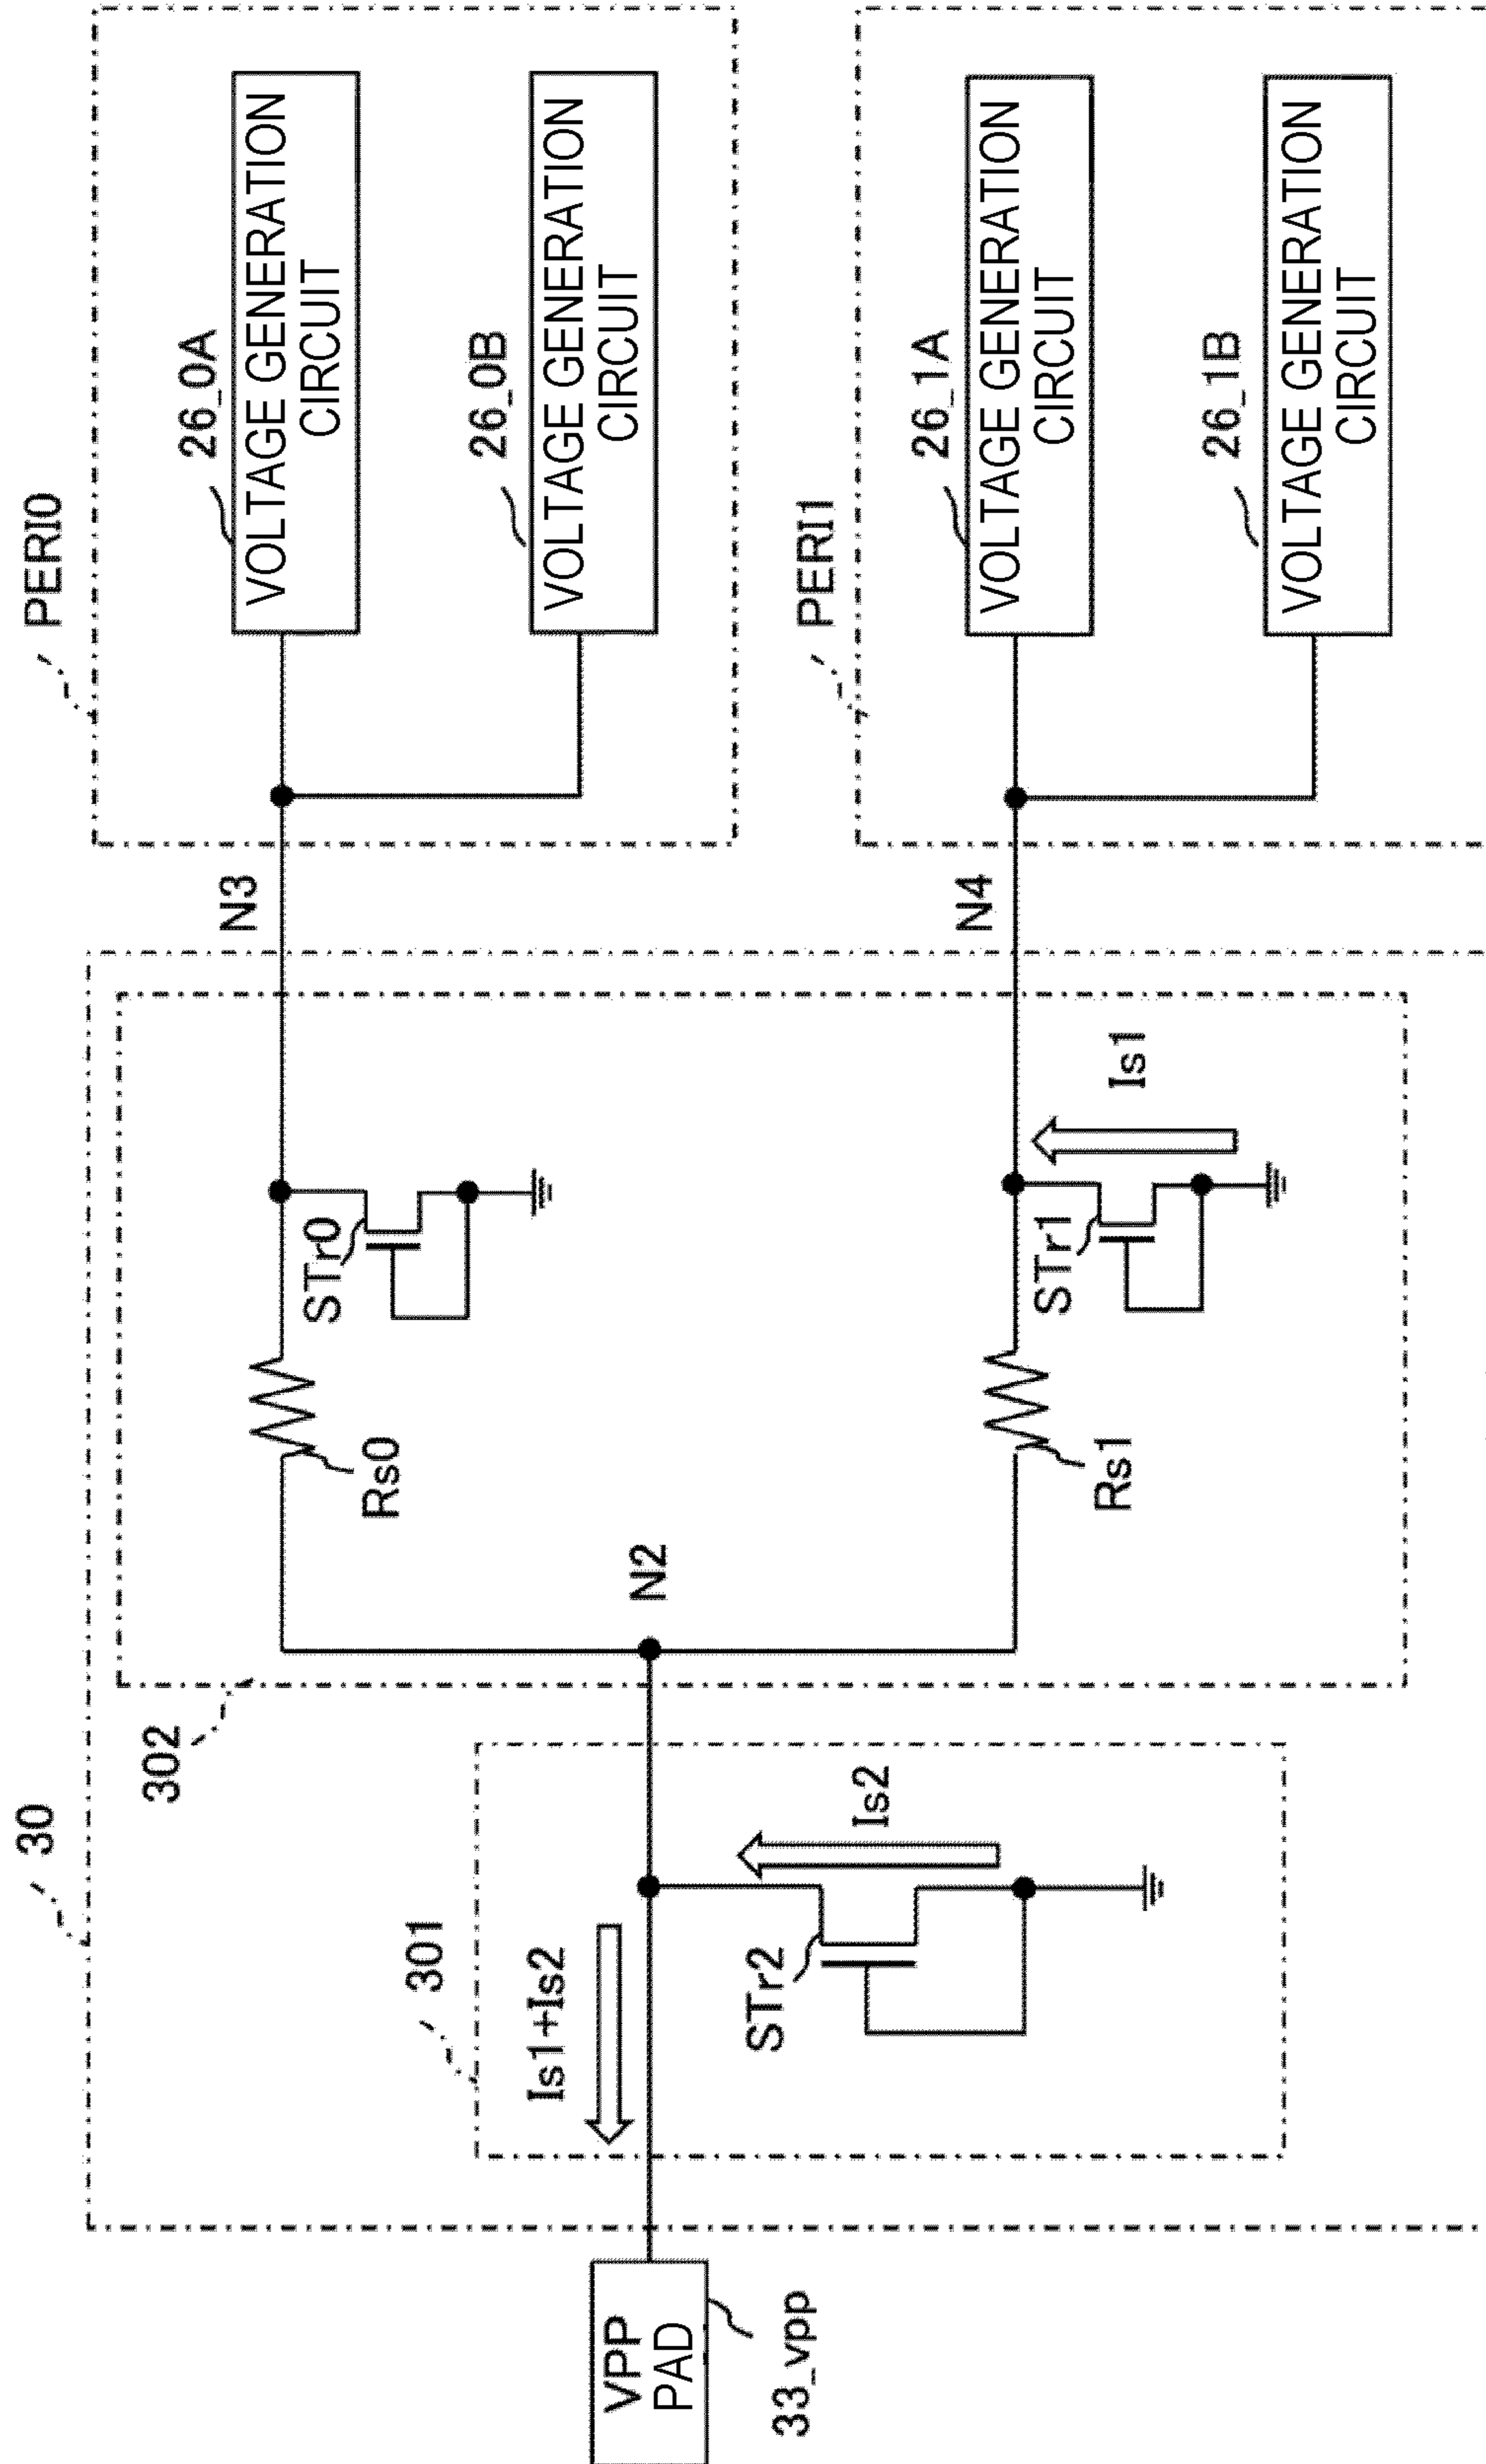 30
302
301
VPP
PAD
33_vpp
Is1+Is2
STr2
Is2
N2
Rs0
STr0
N3
Rs1
STr1
Is1
N4
PERI0
26_0A
VOLTAGE GENERATION
CIRCUIT
26_0B
VOLTAGE GENERATION
CIRCUIT
PERI1
26_1A
VOLTAGE GENERATION
CIRCUIT
26_1B
VOLTAGE GENERATION
CIRCUIT